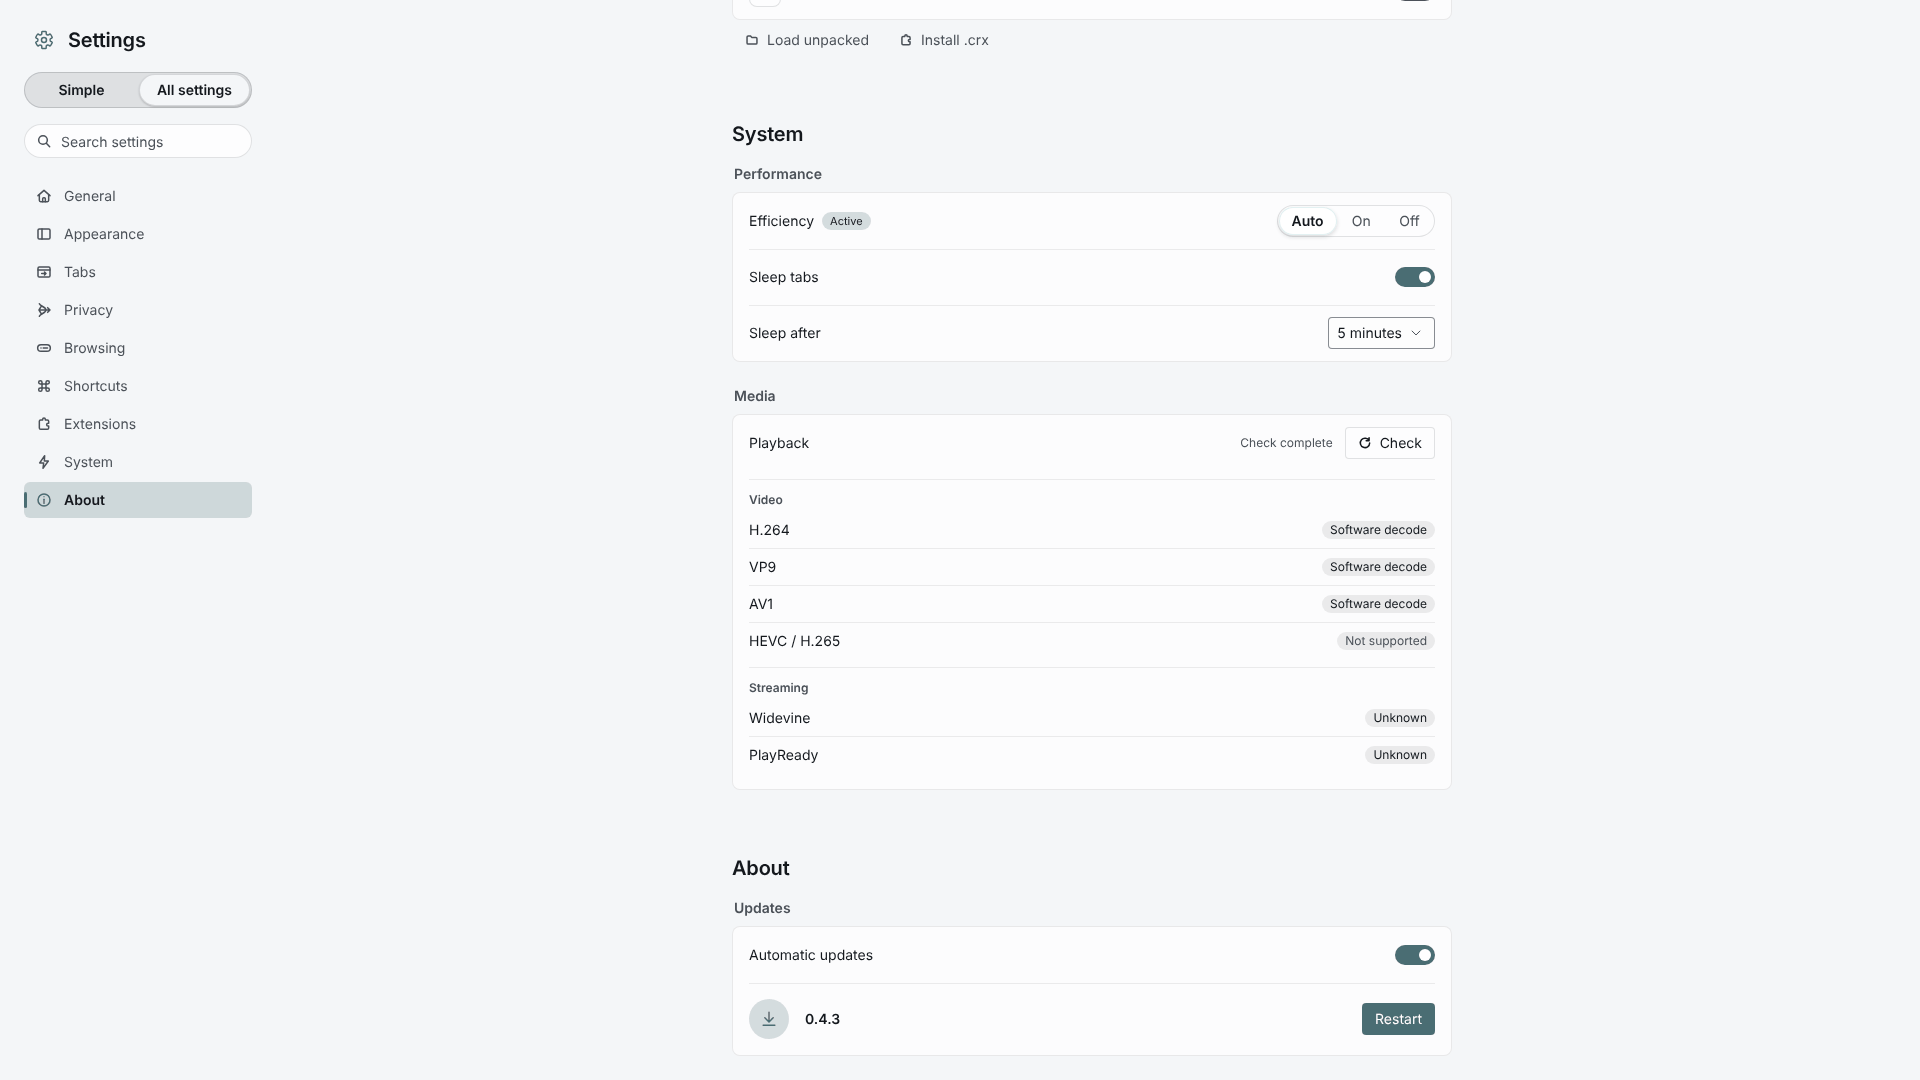 Settings
Simple
All settings
Search settings
General
Appearance
Tabs
Privacy
Browsing
Shortcuts
Extensions
System
About
Load unpacked
Install .crx
System
Performance
Efficiency Active
Auto On Off
Sleep tabs
Sleep after
5 minutes
Media
Playback
Check complete
Check
Video
H.264 Software decode
VP9 Software decode
AV1 Software decode
HEVC / H.265 Not supported
Streaming
Widevine Unknown
PlayReady Unknown
About
Updates
Automatic updates
0.4.3
Restart